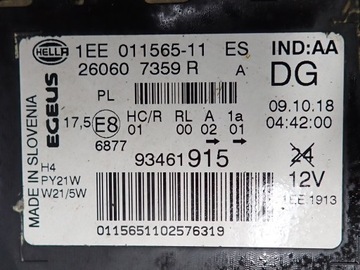 HELLA
1EE 011565-11 ES
IND:AA
26060 7359 R A
DG
EGEUS
PL
09.10.18
04:42:00
17,5 E8
HC/R RL A 1a
01 00 02 01
6877
MADE IN SLOVENIA
93461915
H4
PY21W
W21/5W
24
12V
1EE 1913
0115651102576319